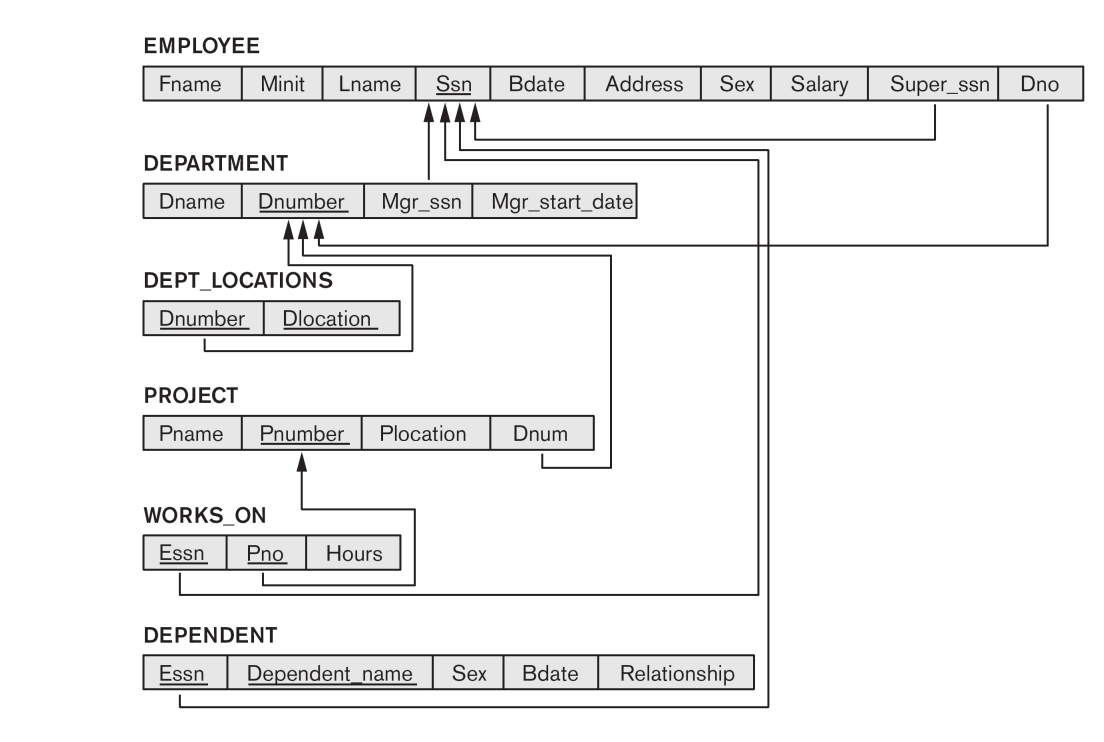 EMPLOYEE
Fname Minit Lname Ssn Bdate Address Sex Salary Super_ssn Dno
DEPARTMENT
Dname Dnumber Mgr_ssn Mgr_start_date
DEPT_LOCATIONS
Dnumber Dlocation
PROJECT
Pname Pnumber Plocation Dnum
WORKS_ON
Essn Pno Hours
DEPENDENT
Essn Dependent_name Sex Bdate Relationship